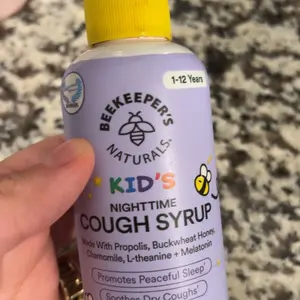 1-12 Years
BEEKEEPER'S
NATURALS.
KID'S
NIGHTTIME
COUGH SYRUP
Made With Propolis, Buckwheat Honey,
Chamomile, L-theanine + Melatonin
Promotes Peaceful Sleep*
Soothes Dry Coughs*